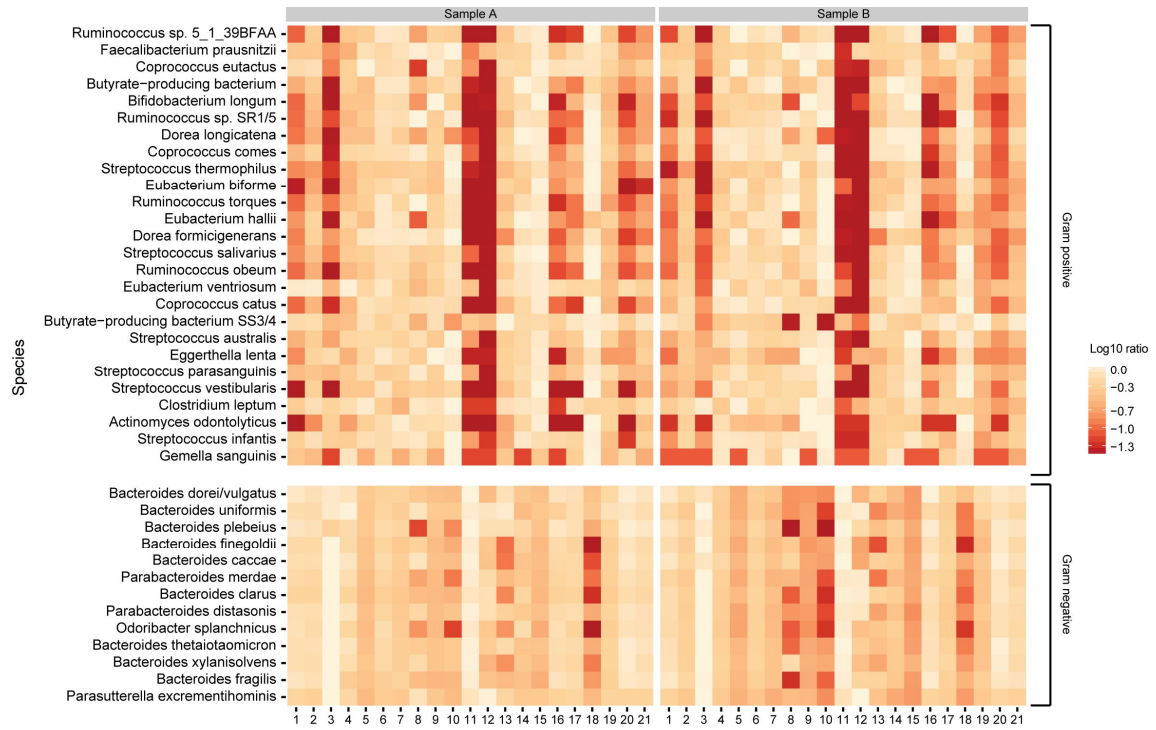 Sample A Sample B
Ruminococcus sp. 5_1_39BFAA
Faecalibacterium prausnitzii
Coprococcus eutactus
Butyrate−producing bacterium
Bifidobacterium longum
Ruminococcus sp. SR1/5
Dorea longicatena
Coprococcus comes
Streptococcus thermophilus
Eubacterium biforme
Ruminococcus torques
Eubacterium hallii
Dorea formicigenerans
Streptococcus salivarius
Ruminococcus obeum
Eubacterium ventriosum
Coprococcus catus
Butyrate−producing bacterium SS3/4
Streptococcus australis
Eggerthella lenta
Streptococcus parasanguinis
Streptococcus vestibularis
Clostridium leptum
Actinomyces odontolyticus
Streptococcus infantis
Gemella sanguinis
Bacteroides dorei/vulgatus
Bacteroides uniformis
Bacteroides plebeius
Bacteroides finegoldii
Bacteroides caccae
Parabacteroides merdae
Bacteroides clarus
Parabacteroides distasonis
Odoribacter splanchnicus
Bacteroides thetaiotaomicron
Bacteroides xylanisolvens
Bacteroides fragilis
Parasutterella excrementihominis
1 2 3 4 5 6 7 8 9 10 11 12 13 14 15 16 17 18 19 20 21 1 2 3 4 5 6 7 8 9 10 11 12 13 14 15 16 17 18 19 20 21
Species
Gram positive
Gram negative
Log10 ratio
0.0
−0.3
−0.7
−1.0
−1.3